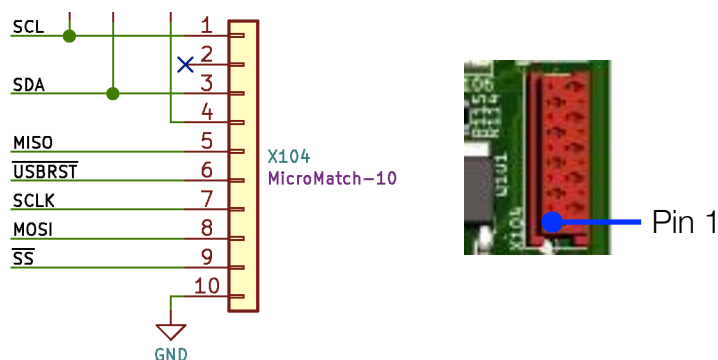 SCL
1
2
SDA
3
4
MISO
5
USBRST
6
SCLK
7
MOSI
8
SS
9
10
GND
X104
MicroMatch-10
R114
X104
Pin 1